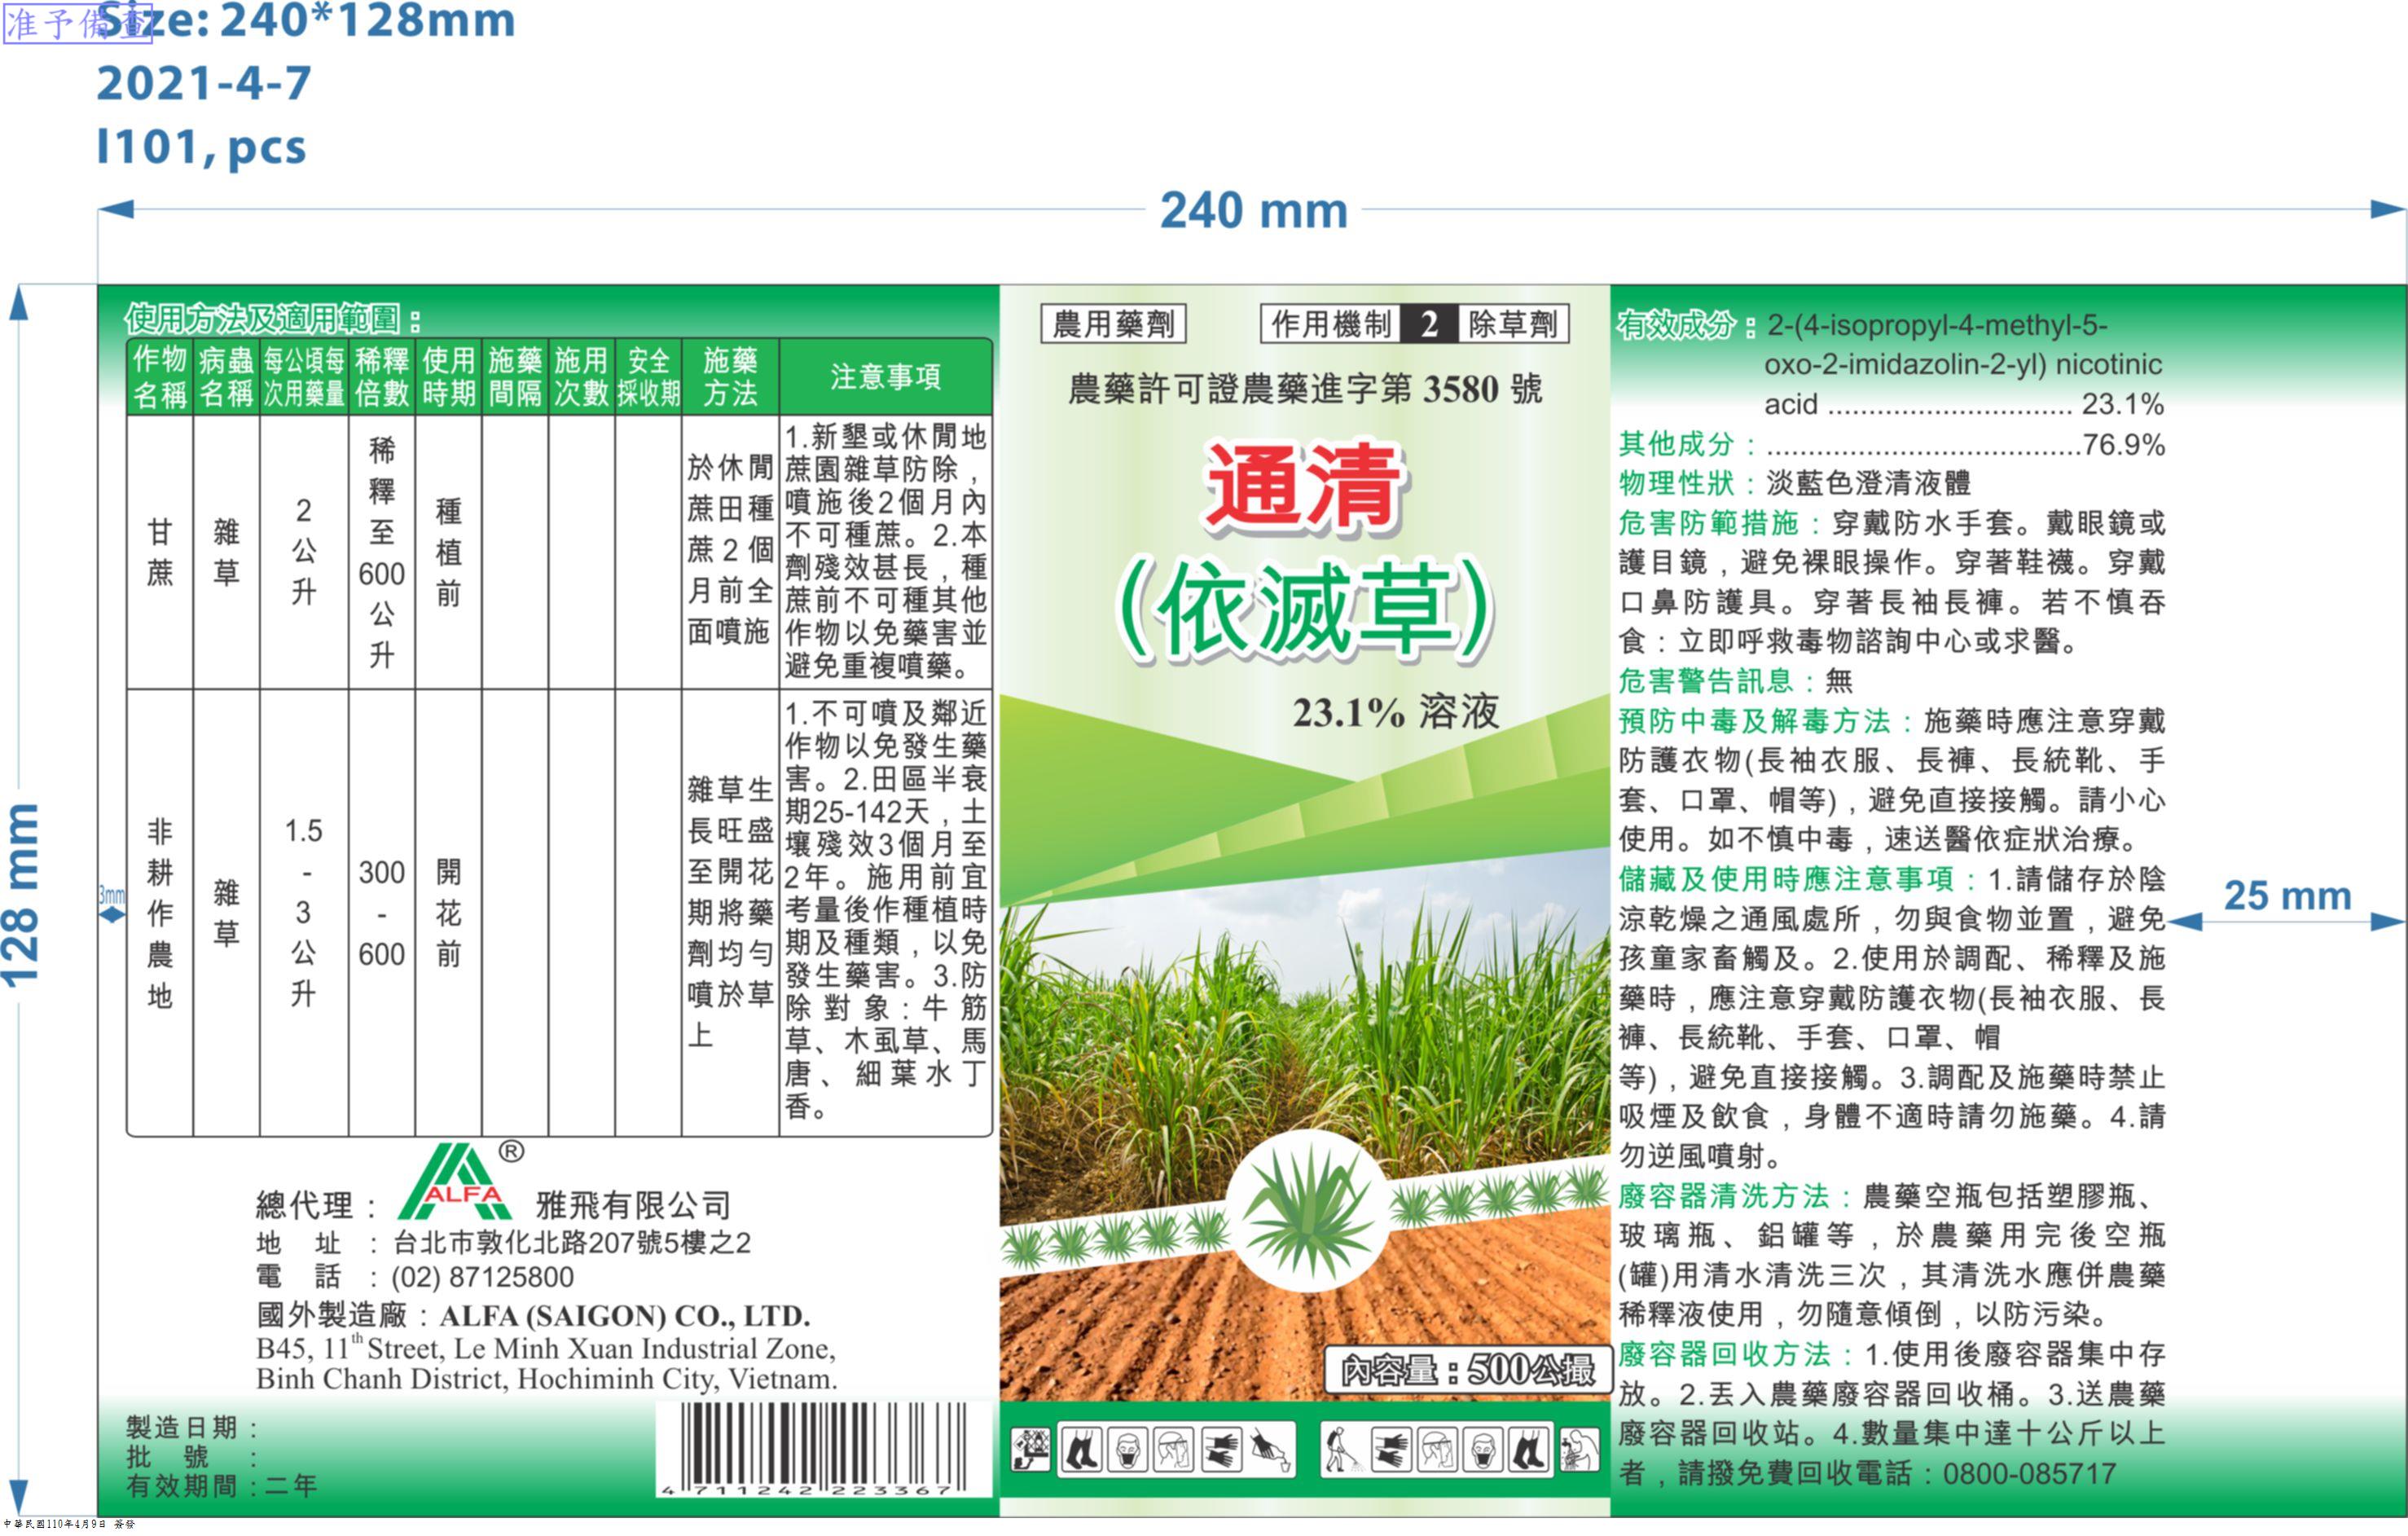 准予備查
Size: 240*128mm
2021-4-7
I101, pcs
240 mm
128 mm
3mm
使用方法及適用範圍：
作物名稱
病蟲名稱
每公頃每次用藥量
稀釋倍數
使用時期
施藥間隔
施用次數
安全採收期
施藥方法
注意事項
甘蔗
雜草
2公升
稀釋至600公升
種植前
於休閒
蔗田種
蔗2個
月前全
面噴施
1.新墾或休閒地
蔗園雜草防除，
噴施後2個月內
不可種蔗。2.本
劑殘效甚長，種
蔗前不可種其他
作物以免藥害並
避免重複噴藥。
非耕作農地
雜草
1.5-3公升
300-600
開花前
雜草生
長旺盛
至開花
期將藥
劑均勻
噴於草
上
1.不可噴及鄰近
作物以免發生藥
害。2.田區半衰
期25-142天，土
壤殘效3個月至
2年。施用前宜
考量後作種植時
期及種類，以免
發生藥害。3.防
除對象：牛筋
草、木虱草、馬
唐、細葉水丁
香。
總代理： ALFA ® 雅飛有限公司
地 址 ：台北市敦化北路207號5樓之2
電 話 ：(02) 87125800
國外製造廠：ALFA (SAIGON) CO., LTD.
B45, 11th Street, Le Minh Xuan Industrial Zone,
Binh Chanh District, Hochiminh City, Vietnam.
製造日期：
批 號 ：
有效期間：二年
4 711242 223367
農用藥劑
作用機制 2 除草劑
農藥許可證農藥進字第 3580 號
通清
(依滅草)
23.1% 溶液
內容量：500公撮
有效成分：2-(4-isopropyl-4-methyl-5-
oxo-2-imidazolin-2-yl) nicotinic
acid .............................. 23.1%
其他成分：......................................76.9%
物理性狀：淡藍色澄清液體
危害防範措施：穿戴防水手套。戴眼鏡或
護目鏡，避免裸眼操作。穿著鞋襪。穿戴
口鼻防護具。穿著長袖長褲。若不慎吞
食：立即呼救毒物諮詢中心或求醫。
危害警告訊息：無
預防中毒及解毒方法：施藥時應注意穿戴
防護衣物(長袖衣服、長褲、長統靴、手
套、口罩、帽等)，避免直接接觸。請小心
使用。如不慎中毒，速送醫依症狀治療。
儲藏及使用時應注意事項：1.請儲存於陰
涼乾燥之通風處所，勿與食物並置，避免
孩童家畜觸及。2.使用於調配、稀釋及施
藥時，應注意穿戴防護衣物(長袖衣服、長
褲、長統靴、手套、口罩、帽
等)，避免直接接觸。3.調配及施藥時禁止
吸煙及飲食，身體不適時請勿施藥。4.請
勿逆風噴射。
廢容器清洗方法：農藥空瓶包括塑膠瓶、
玻璃瓶、鋁罐等，於農藥用完後空瓶
(罐)用清水清洗三次，其清洗水應併農藥
稀釋液使用，勿隨意傾倒，以防污染。
廢容器回收方法：1.使用後廢容器集中存
放。2.丟入農藥廢容器回收桶。3.送農藥
廢容器回收站。4.數量集中達十公斤以上
者，請撥免費回收電話：0800-085717
25 mm
中華民國110年4月9日 簽發